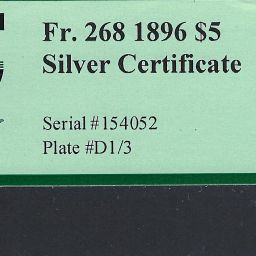 Fr. 268 1896 $5
Silver Certificate
Serial #154052
Plate #D1/3